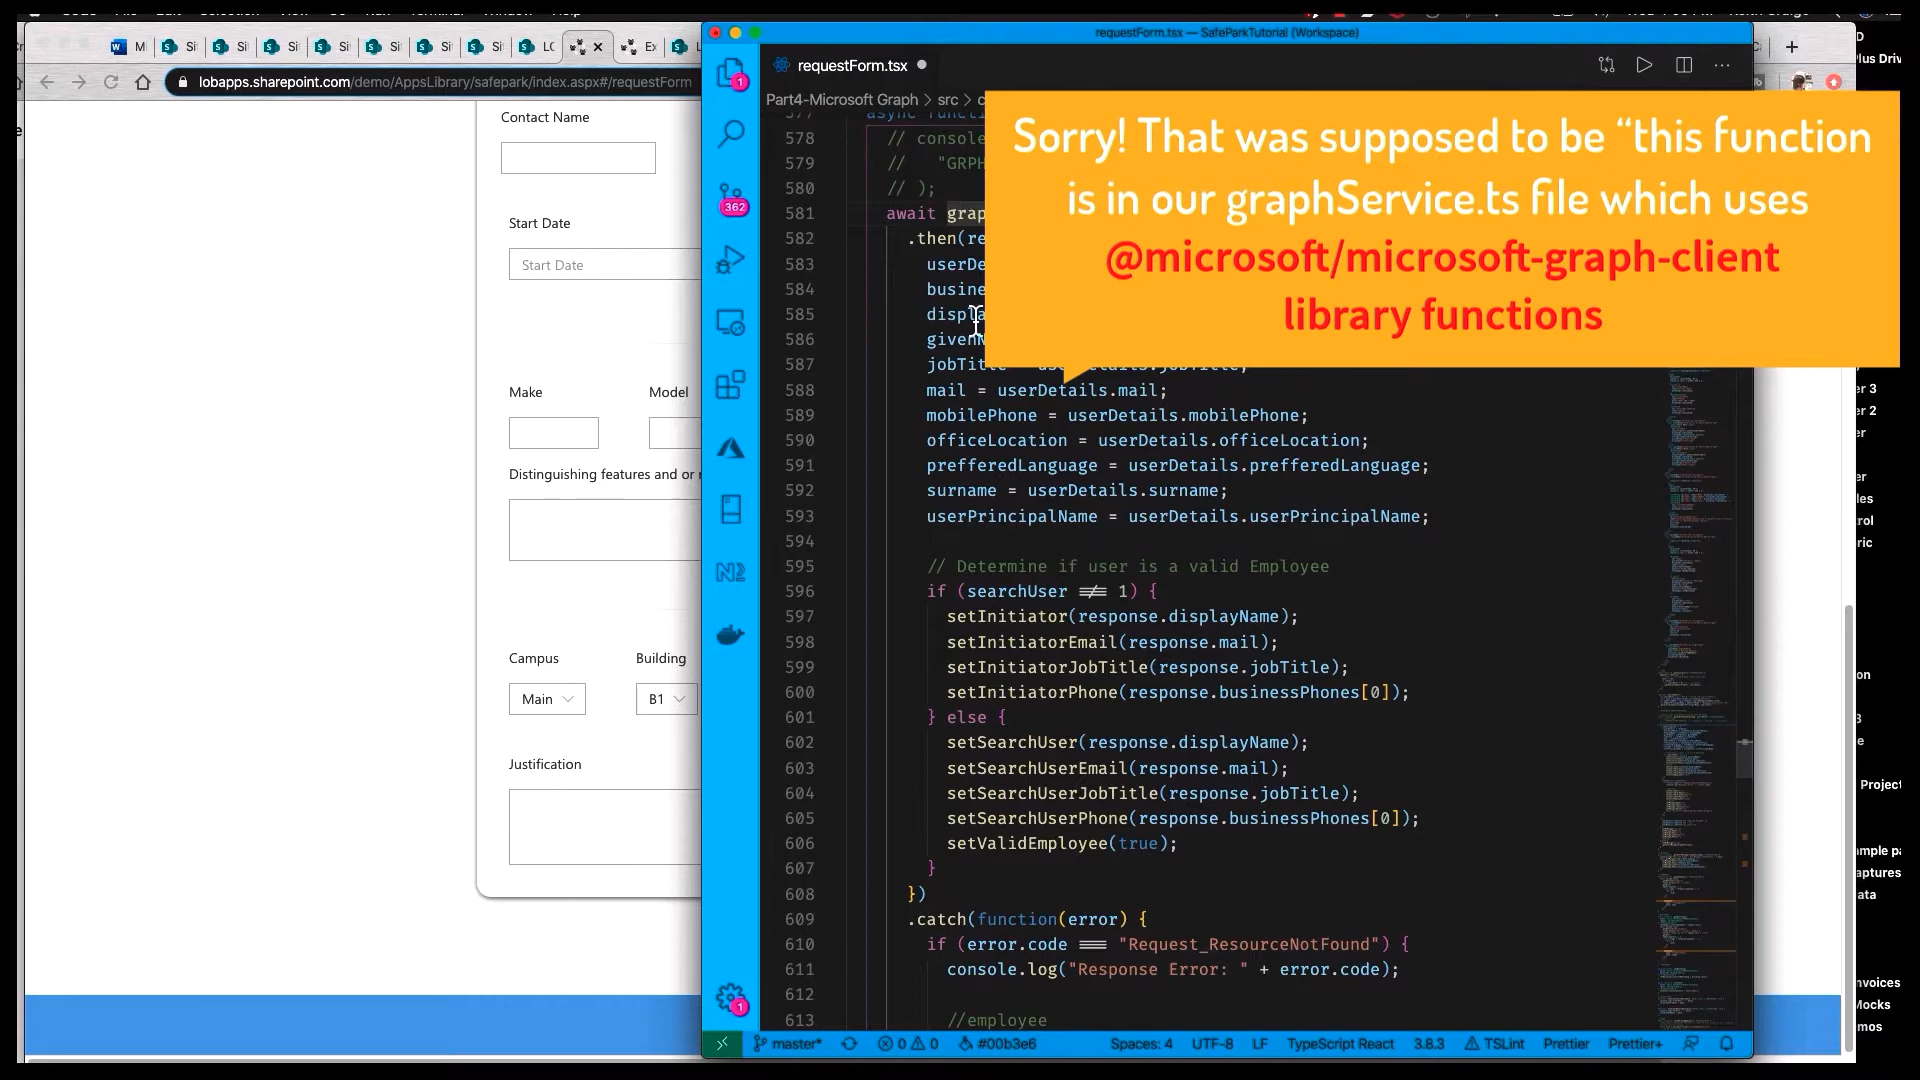 requestForm.tsx — SafeParkTutorial (Workspace)
lobapps.sharepoint.com/demo/AppsLibrary/safepark/index.aspx#/requestForm
Contact Name
Start Date
Start Date
Make
Model
Distinguishing features and or
Campus
Building
Main
B1
Justification
requestForm.tsx
Part4-Microsoft Graph > src >
1
362
1
Sorry! That was supposed to be “this function
is in our graphService.ts file which uses
@microsoft/microsoft-graph-client
library functions
578 // console
579 // "GRPH
580 // );
581 await grap
582 .then(re
583 userDe
584 busine
585 displa
586 givenN
587 jobTitle = userDetails.jobTitle;
588 mail = userDetails.mail;
589 mobilePhone = userDetails.mobilePhone;
590 officeLocation = userDetails.officeLocation;
591 prefferedLanguage = userDetails.prefferedLanguage;
592 surname = userDetails.surname;
593 userPrincipalName = userDetails.userPrincipalName;
594
595 // Determine if user is a valid Employee
596 if (searchUser !== 1) {
597 setInitiator(response.displayName);
598 setInitiatorEmail(response.mail);
599 setInitiatorJobTitle(response.jobTitle);
600 setInitiatorPhone(response.businessPhones[0]);
601 } else {
602 setSearchUser(response.displayName);
603 setSearchUserEmail(response.mail);
604 setSearchUserJobTitle(response.jobTitle);
605 setSearchUserPhone(response.businessPhones[0]);
606 setValidEmployee(true);
607 }
608 })
609 .catch(function(error) {
610 if (error.code === "Request_ResourceNotFound") {
611 console.log("Response Error: " + error.code);
612
613 //employee
master* 0 0 #00b3e6 Spaces: 4 UTF-8 LF TypeScript React 3.8.3 TSLint Prettier Prettier+